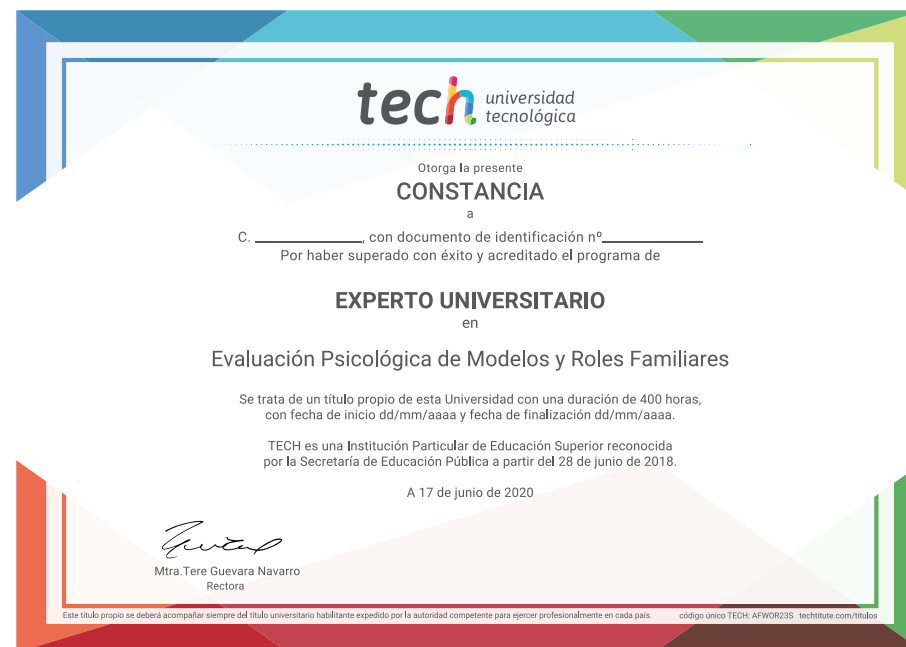 tech universidad
tecnológica
Otorga la presente
CONSTANCIA
a
C. ______________, con documento de identificación nº_____________
Por haber superado con éxito y acreditado el programa de
EXPERTO UNIVERSITARIO
en
Evaluación Psicológica de Modelos y Roles Familiares
Se trata de un título propio de esta Universidad con una duración de 400 horas,
con fecha de inicio dd/mm/aaaa y fecha de finalización dd/mm/aaaa.
TECH es una Institución Particular de Educación Superior reconocida
por la Secretaría de Educación Pública a partir del 28 de junio de 2018.
A 17 de junio de 2020
Mtra.Tere Guevara Navarro
Rectora
Este título propio se deberá acompañar siempre del título universitario habilitante expedido por la autoridad competente para ejercer profesionalmente en cada país. código único TECH: AFWOR23S techtitute.com/titulos